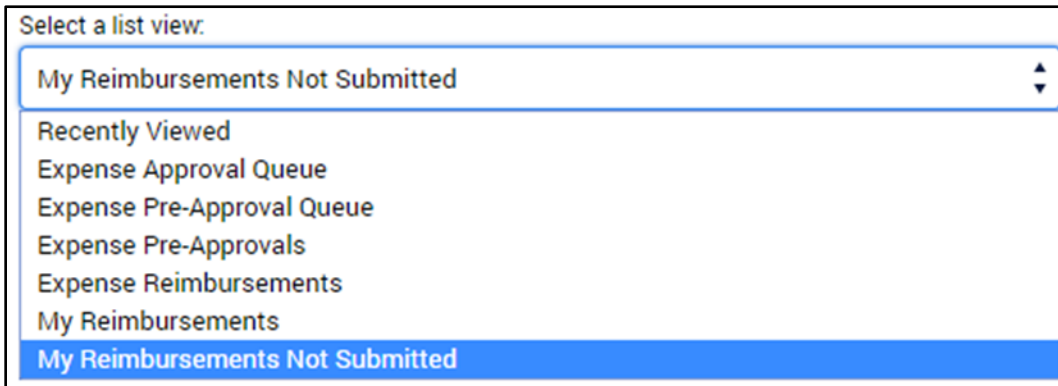 Select a list view:
My Reimbursements Not Submitted
Recently Viewed
Expense Approval Queue
Expense Pre-Approval Queue
Expense Pre-Approvals
Expense Reimbursements
My Reimbursements
My Reimbursements Not Submitted